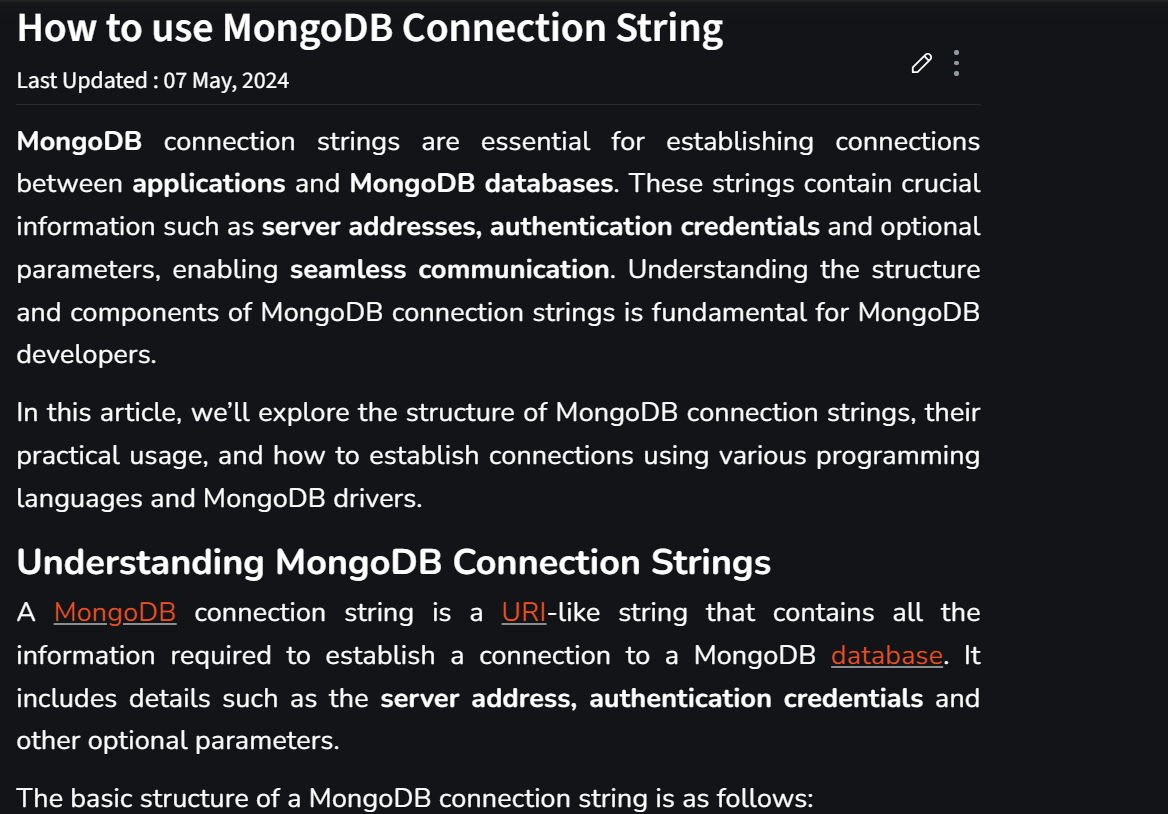 How to use MongoDB Connection String
Last Updated : 07 May, 2024
MongoDB connection strings are essential for establishing connections
between applications and MongoDB databases. These strings contain crucial
information such as server addresses, authentication credentials and optional
parameters, enabling seamless communication. Understanding the structure
and components of MongoDB connection strings is fundamental for MongoDB
developers.
In this article, we’ll explore the structure of MongoDB connection strings, their
practical usage, and how to establish connections using various programming
languages and MongoDB drivers.
Understanding MongoDB Connection Strings
A MongoDB connection string is a URI-like string that contains all the
information required to establish a connection to a MongoDB database. It
includes details such as the server address, authentication credentials and
other optional parameters.
The basic structure of a MongoDB connection string is as follows: